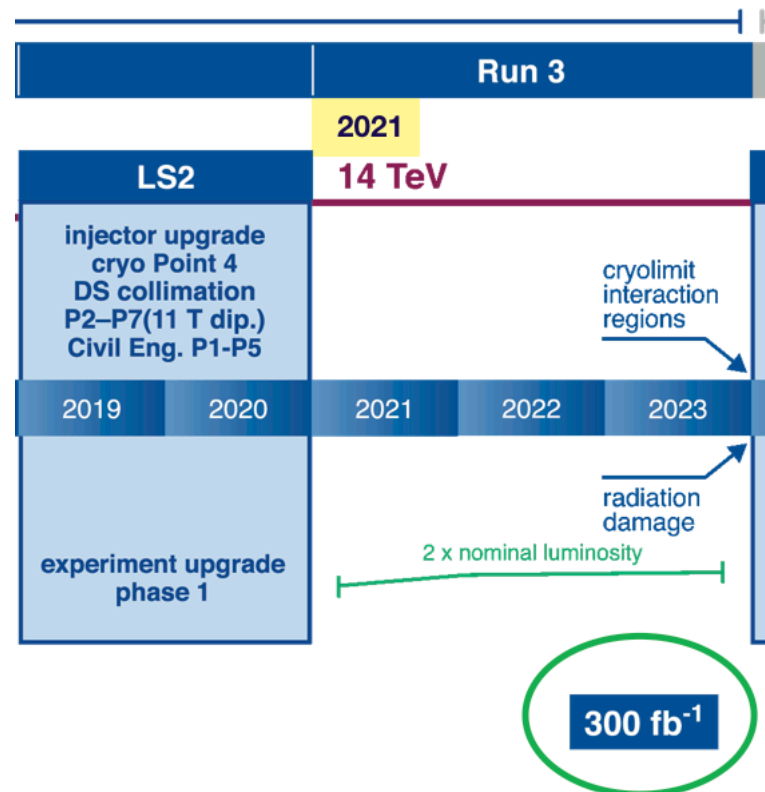 Run 3
2021
LS2
14 TeV
injector upgrade
cryo Point 4
DS collimation
P2–P7(11 T dip.)
Civil Eng. P1-P5
cryolimit
interaction
regions
2019 2020 2021 2022 2023
radiation
damage
2 x nominal luminosity
experiment upgrade
phase 1
300 fb⁻¹